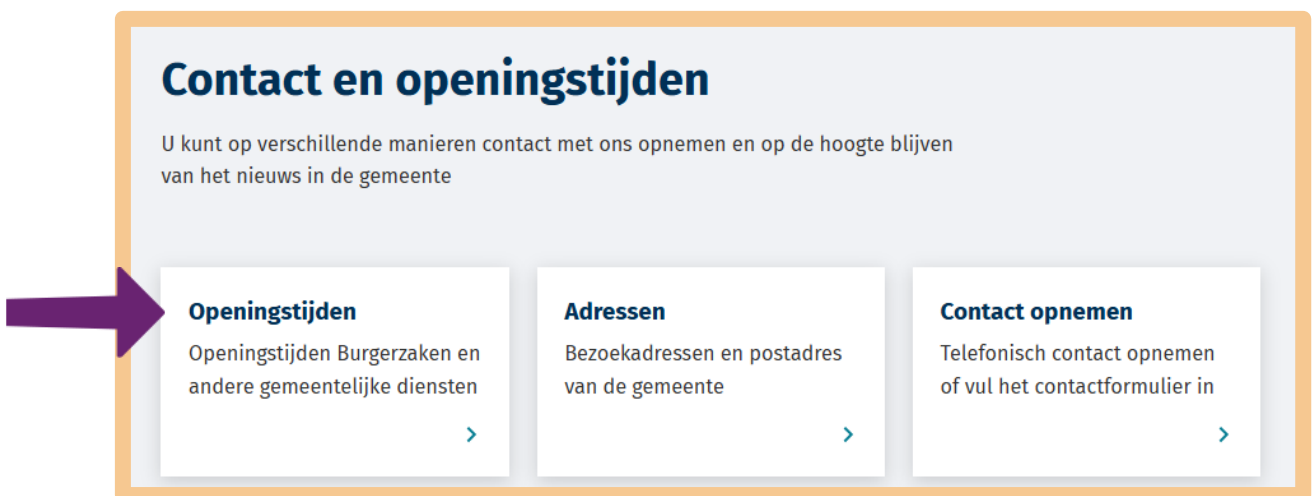 Contact en openingstijden
U kunt op verschillende manieren contact met ons opnemen en op de hoogte blijven
van het nieuws in de gemeente
Openingstijden
Openingstijden Burgerzaken en
andere gemeentelijke diensten
Adressen
Bezoekadressen en postadres
van de gemeente
Contact opnemen
Telefonisch contact opnemen
of vul het contactformulier in